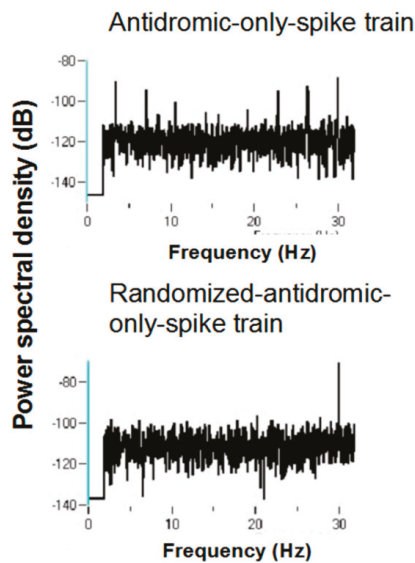 Antidromic-only-spike train
Power spectral density (dB)
-80
-100
-120
-140
0
10
20
30
Frequency (Hz)
Randomized-antidromic-
only-spike train
-80
-100
-120
-140
0
10
20
30
Frequency (Hz)